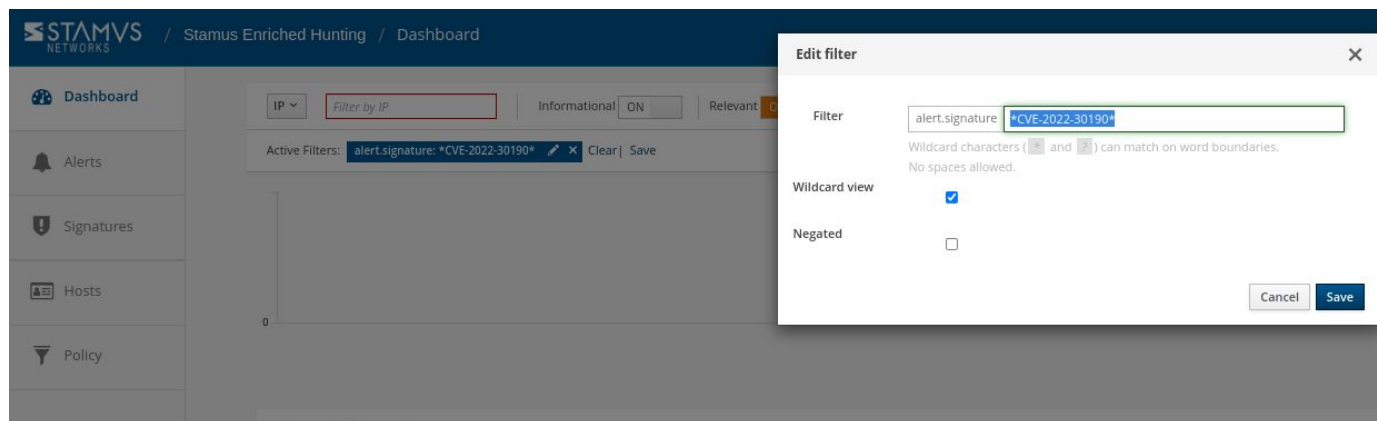 STAMVS
NETWORKS
/ Stamus Enriched Hunting / Dashboard
Dashboard
Alerts
Signatures
Hosts
Policy
IP Filter by IP Informational ON Relevant
Active Filters: alert.signature: *CVE-2022-30190* Clear| Save
0
Edit filter
Filter alert.signature *CVE-2022-30190*
Wildcard characters ( * and ? ) can match on word boundaries.
No spaces allowed.
Wildcard view
Negated
Cancel Save